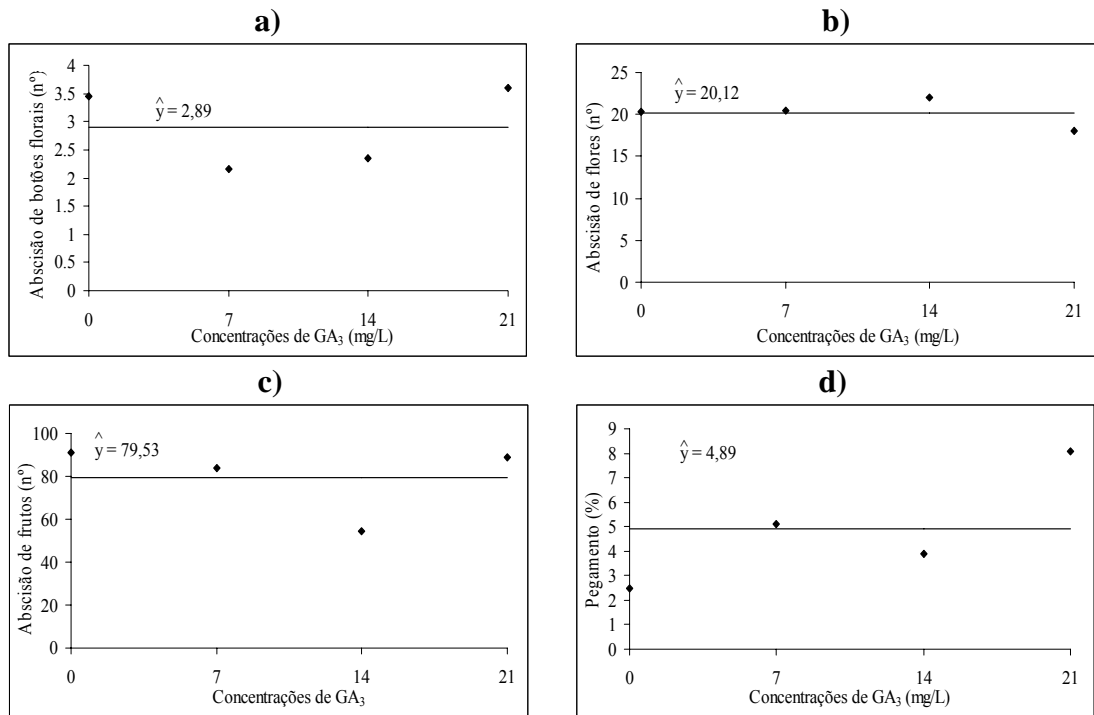 a)
Abscisão de botões florais (nº)
4
3.5
3
2.5
2
1.5
1
0.5
0
ŷ = 2,89
0 7 14 21
Concentrações de GA₃ (mg/L)
b)
Abscisão de flores (nº)
25
20
15
10
5
0
ŷ = 20,12
0 7 14 21
Concentrações de GA₃ (mg/L)
c)
Abscisão de frutos (nº)
100
80
60
40
20
0
ŷ = 79,53
0 7 14 21
Concentrações de GA₃
d)
Pegamento (%)
9
8
7
6
5
4
3
2
1
0
ŷ = 4,89
0 7 14 21
Concentrações de GA₃ (mg/L)